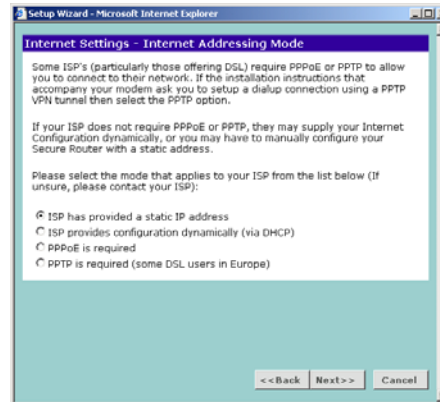 Setup Wizard - Microsoft Internet Explorer
Internet Settings - Internet Addressing Mode
Some ISP's (particularly those offering DSL) require PPPoE or PPTP to allow
you to connect to their network. If the installation instructions that
accompany your modem ask you to setup a dialup connection using a PPTP
VPN tunnel then select the PPTP option.
If your ISP does not require PPPoE or PPTP, they may supply your Internet
Configuration dynamically, or you may have to manually configure your
Secure Router with a static address.
Please select the mode that applies to your ISP from the list below (If
unsure, please contact your ISP):
ISP has provided a static IP address
ISP provides configuration dynamically (via DHCP)
PPPoE is required
PPTP is required (some DSL users in Europe)
<<Back Next>> Cancel